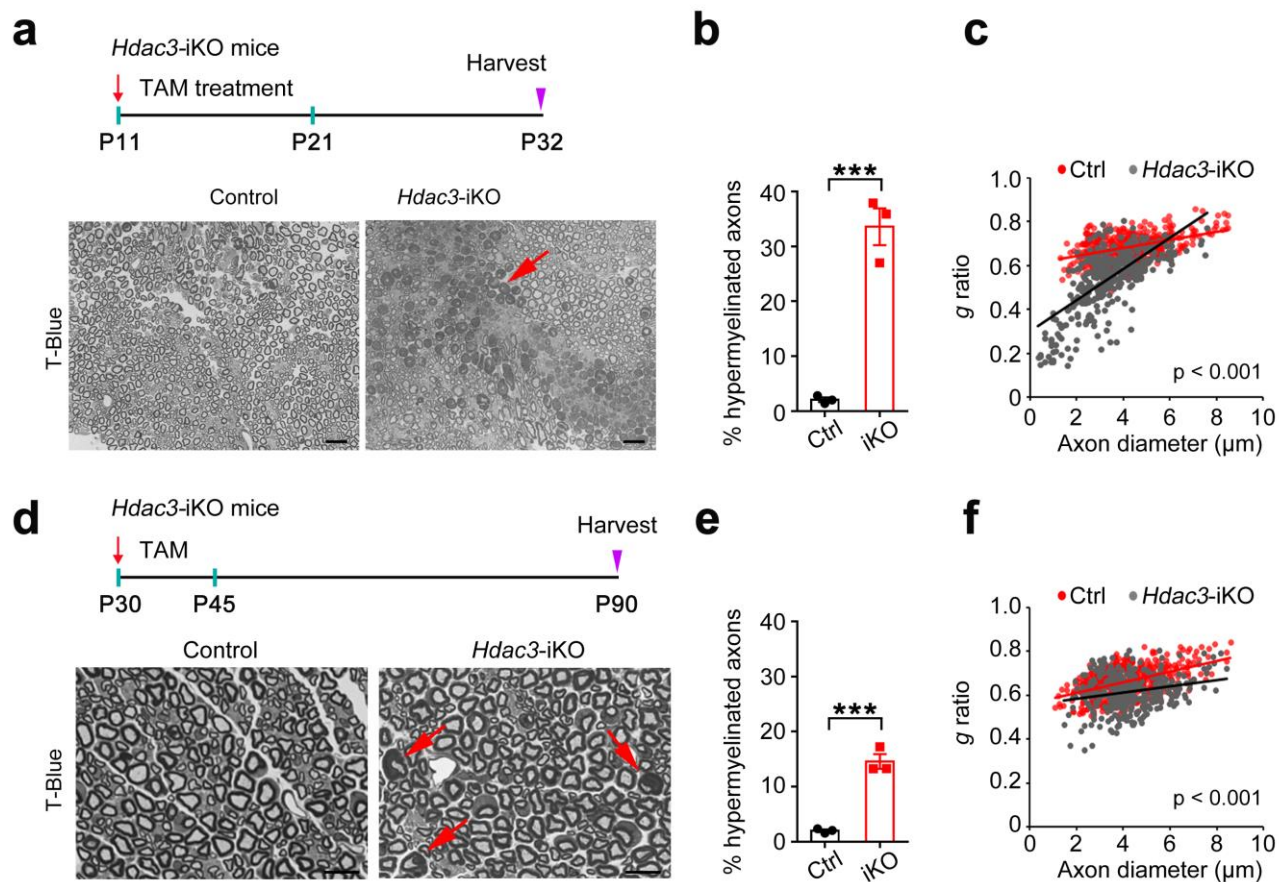 a
Hdac3-iKO mice
TAM treatment
Harvest
P11
P21
P32
Control
Hdac3-iKO
T-Blue
b
% hypermyelinated axons
40
30
20
10
0
***
Ctrl
iKO
c
Ctrl
Hdac3-iKO
g ratio
1.0
0.8
0.6
0.4
0.2
0
p < 0.001
0 2 4 6 8 10
Axon diameter (µm)
d
Hdac3-iKO mice
TAM
Harvest
P30
P45
P90
Control
Hdac3-iKO
T-Blue
e
% hypermyelinated axons
40
30
20
10
0
***
Ctrl
iKO
f
Ctrl
Hdac3-iKO
g ratio
1.0
0.8
0.6
0.4
0.2
0
p < 0.001
0 2 4 6 8 10
Axon diameter (µm)